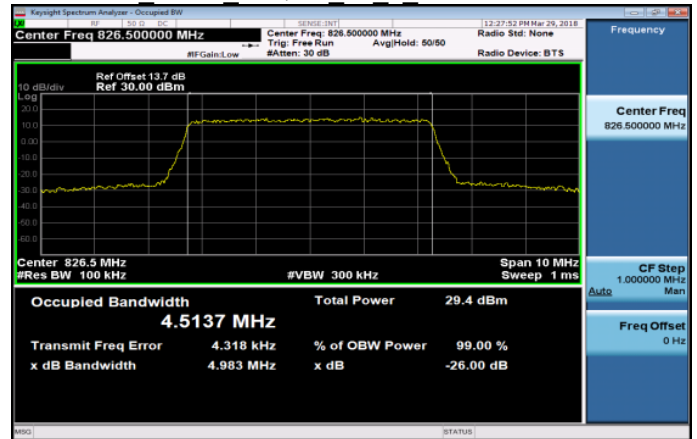 Keysight Spectrum Analyzer - Occupied BW
RF 50 Ω DC SENSE:INT 12:27:52 PM Mar 29, 2018
Center Freq 826.500000 MHz
Center Freq: 826.500000 MHz
Radio Std: None
Trig: Free Run Avg|Hold: 50/50
#IFGain:Low #Atten: 30 dB Radio Device: BTS
Ref Offset 13.7 dB
10 dB/div Ref 30.00 dBm
Log
20.0
10.0
0.00
-10.0
-20.0
-30.0
-40.0
-50.0
-60.0
Center 826.5 MHz Span 10 MHz
#Res BW 100 kHz #VBW 300 kHz Sweep 1 ms
Occupied Bandwidth Total Power 29.4 dBm
4.5137 MHz
Transmit Freq Error 4.318 kHz % of OBW Power 99.00 %
x dB Bandwidth 4.983 MHz x dB -26.00 dB
MSG STATUS
Frequency
Center Freq
826.500000 MHz
CF Step
1.000000 MHz
Auto Man
Freq Offset
0 Hz